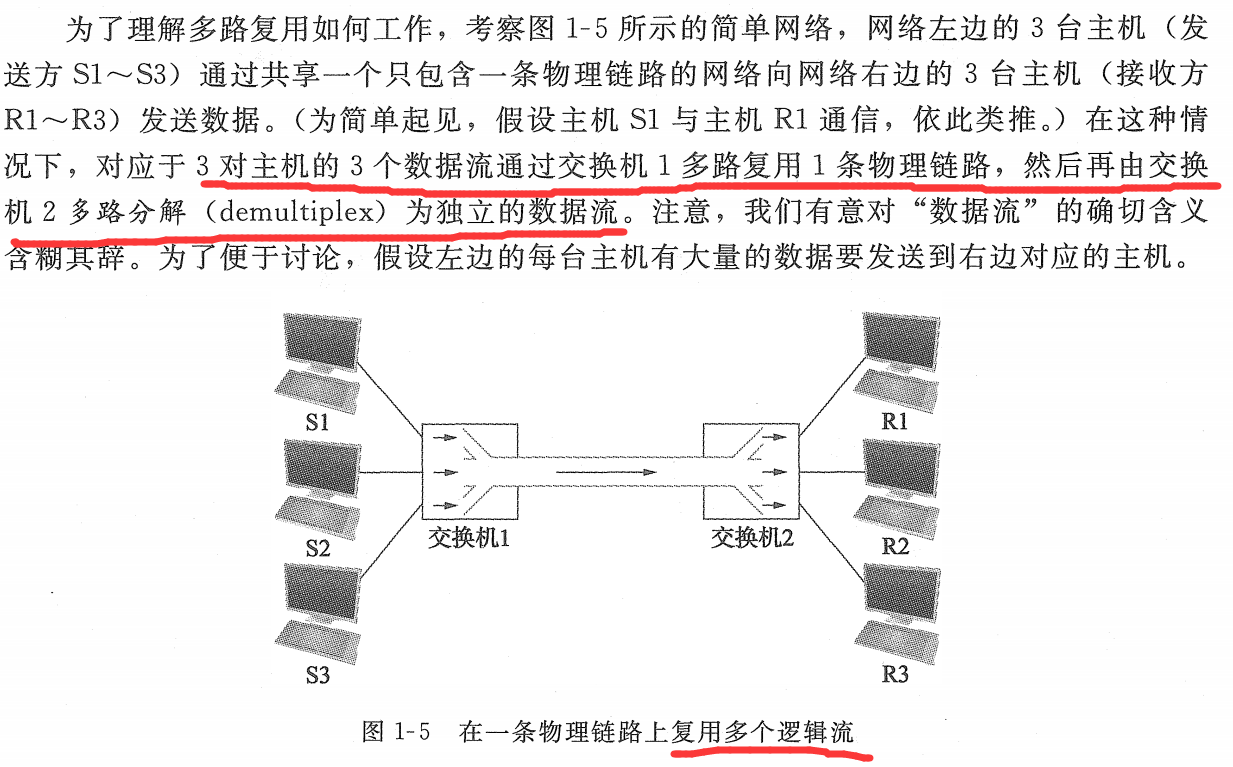 为了理解多路复用如何工作，考察图 1-5 所示的简单网络，网络左边的 3 台主机（发
送方 S1～S3）通过共享一个只包含一条物理链路的网络向网络右边的 3 台主机（接收方
R1～R3）发送数据。（为简单起见，假设主机 S1 与主机 R1 通信，依此类推。）在这种情
况下，对应于 3 对主机的 3 个数据流通过交换机 1 多路复用 1 条物理链路，然后再由交换
机 2 多路分解（demultiplex）为独立的数据流。注意，我们有意对“数据流”的确切含义
含糊其辞。为了便于讨论，假设左边的每台主机有大量的数据要发送到右边对应的主机。
S1
R1
交换机1
交换机2
S2
R2
S3
R3
图 1-5 在一条物理链路上复用多个逻辑流